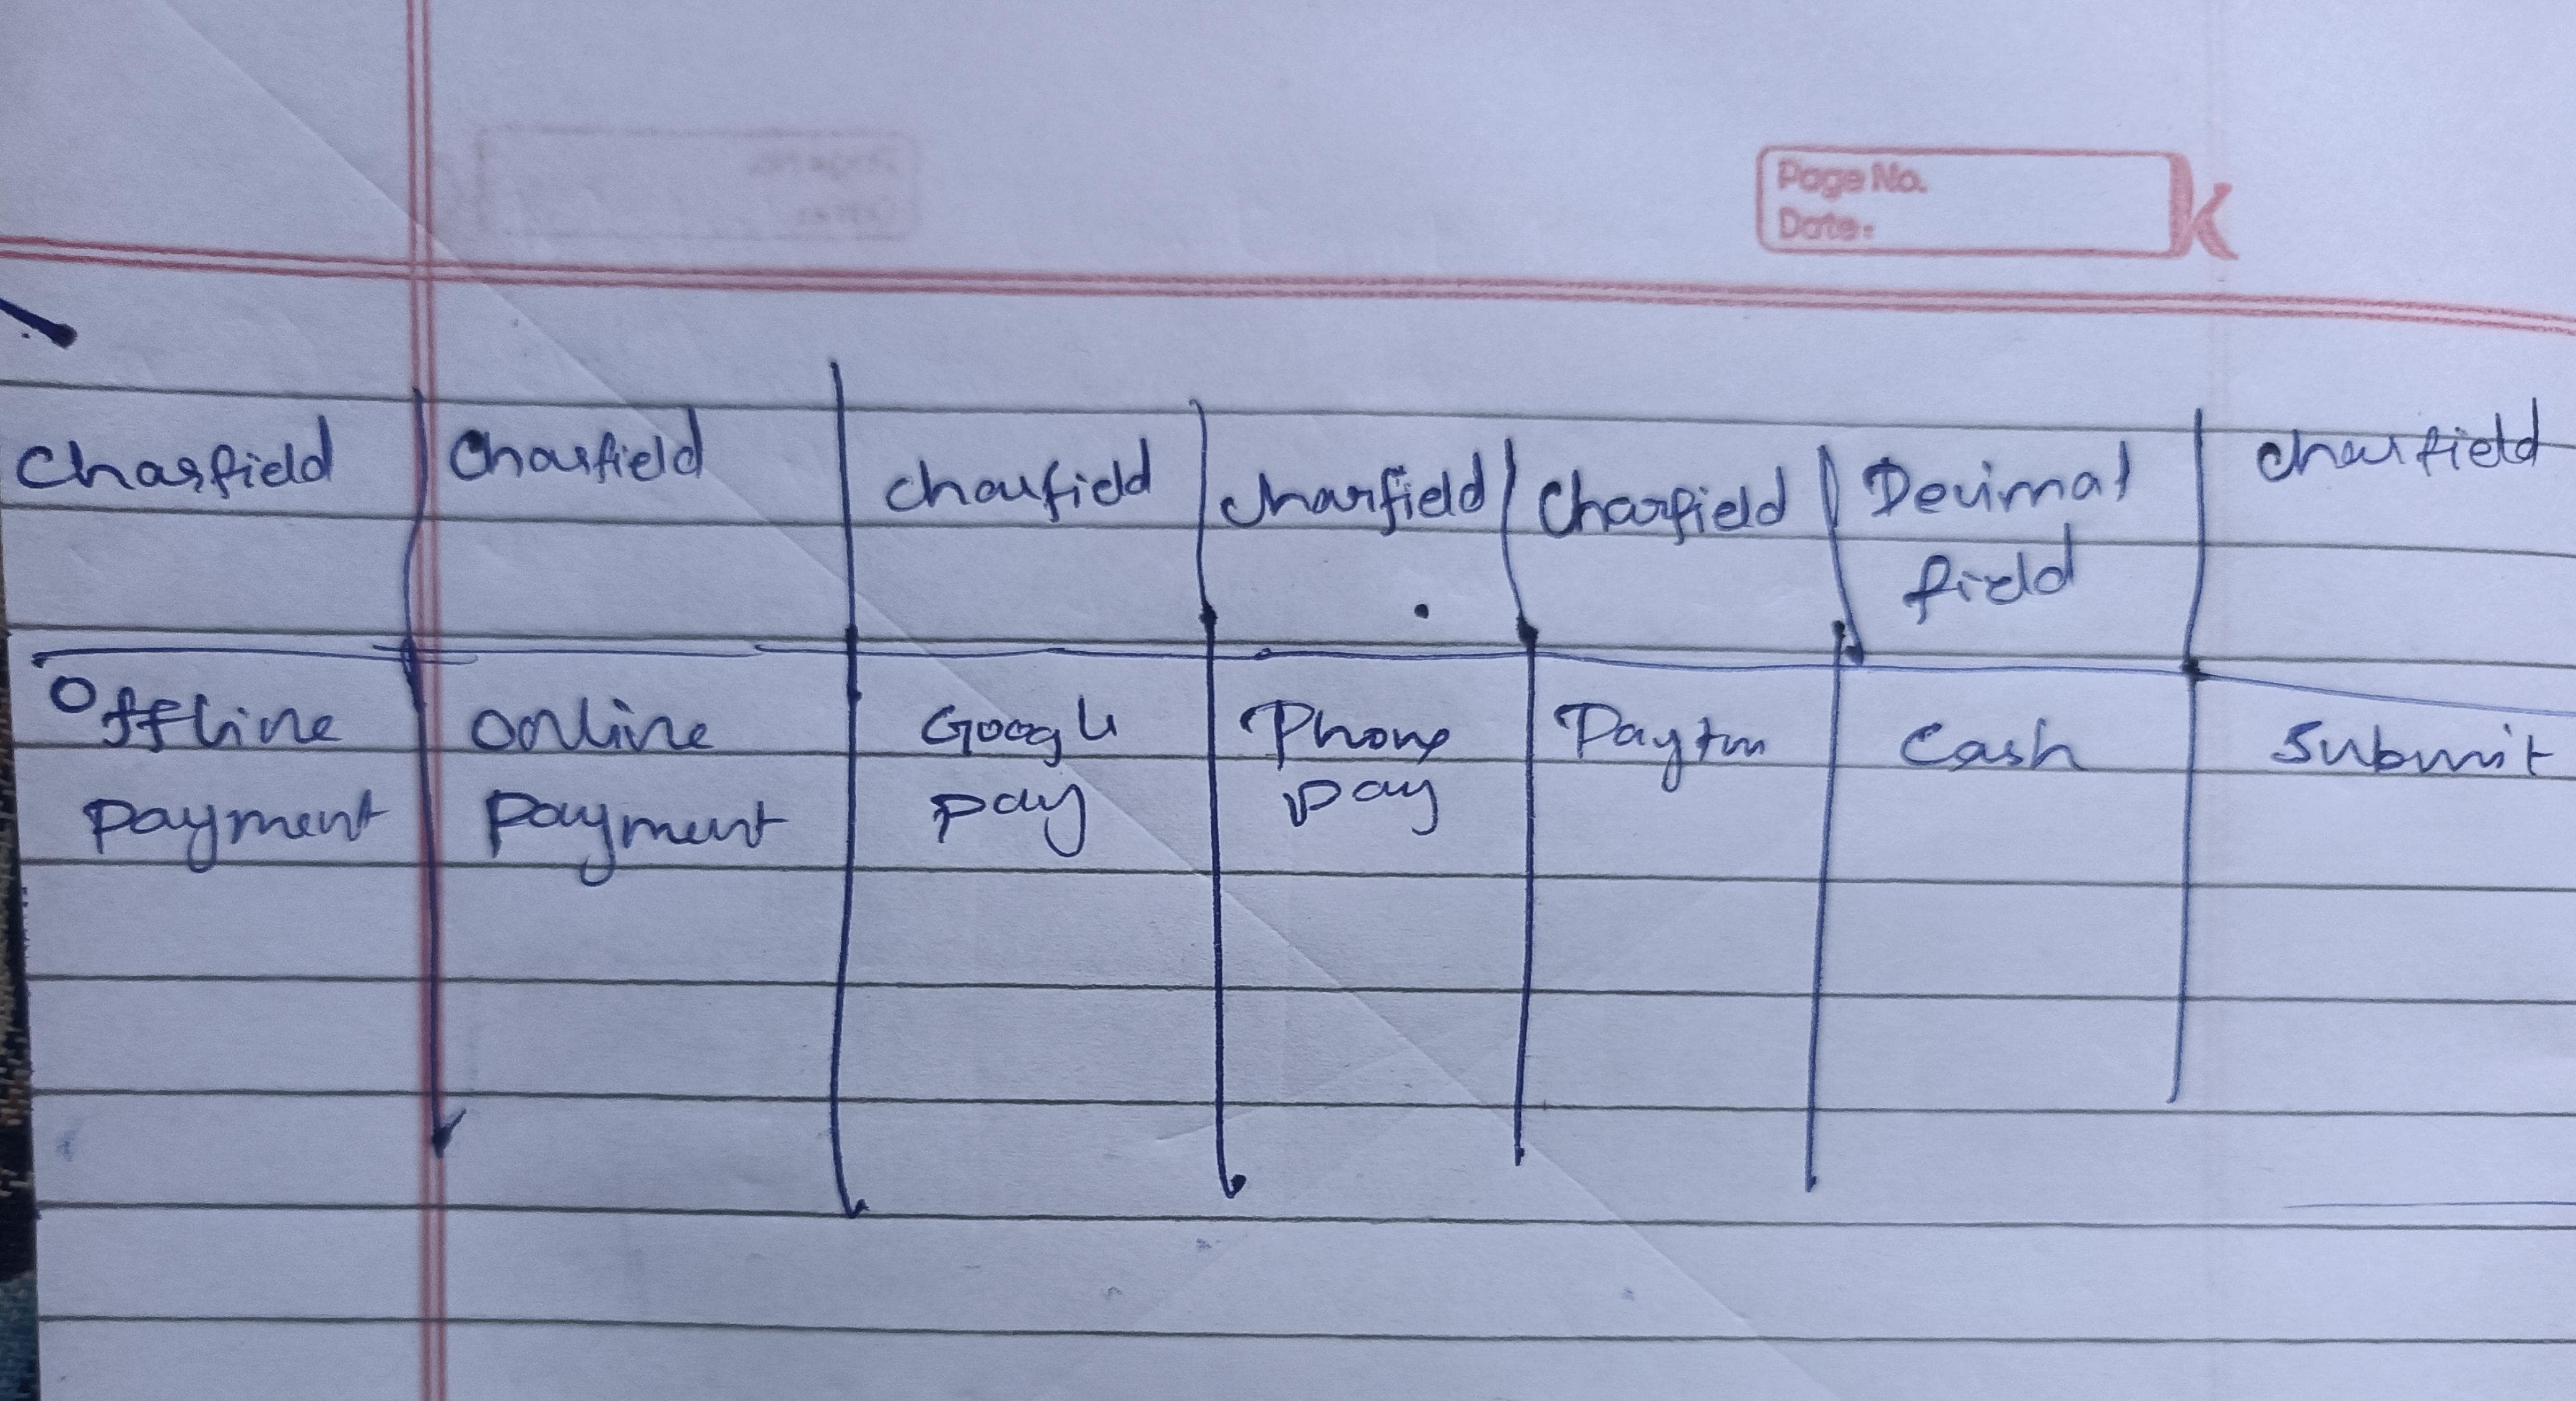 Page No.
Date:
Charfield Charfield Charfield Charfield Charfield Decimal Charfield
field
Offline online Google Phone Paytm Cash Submit
payment payment pay pay